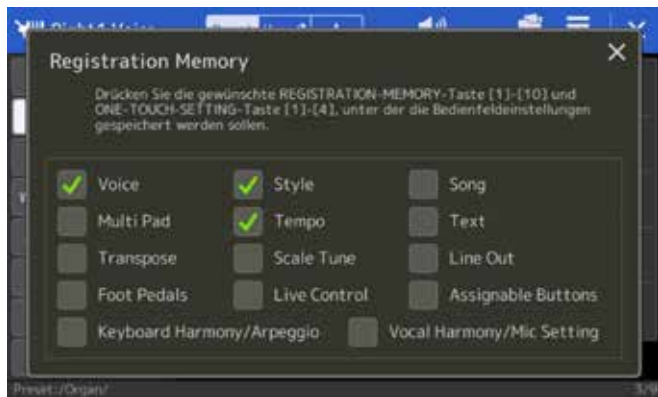 Registration Memory
Drücken Sie die gewünschte REGISTRATION-MEMORY-Taste [1]-[10] und
ONE-TOUCH-SETTING-Taste [1]-[4], unter der die Bedienfeldeinstellungen
gespeichert werden sollen.
Voice Style Song
Multi Pad Tempo Text
Transpose Scale Tune Line Out
Foot Pedals Live Control Assignable Buttons
Keyboard Harmony/Arpeggio Vocal Harmony/Mic Setting
Preset:/Organ/